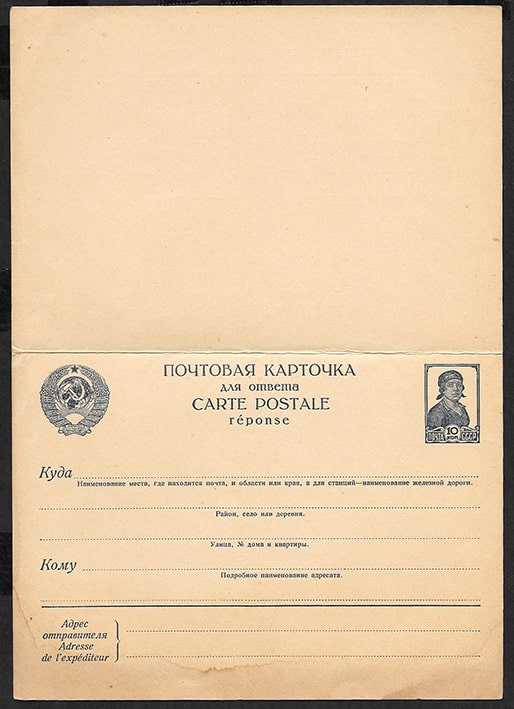 ПОЧТОВАЯ КАРТОЧКА
для ответа
CARTE POSTALE
réponse
10
ПОЧТА КОП. СССР
Куда
Наименование места, где находится почта, и области или края, а для станций—наименование железной дороги.
Район, село или деревня.
Улица, № дома и квартиры.
Кому
Подробное наименование адресата.
Адрес
отправителя
Adresse
de l'expéditeur